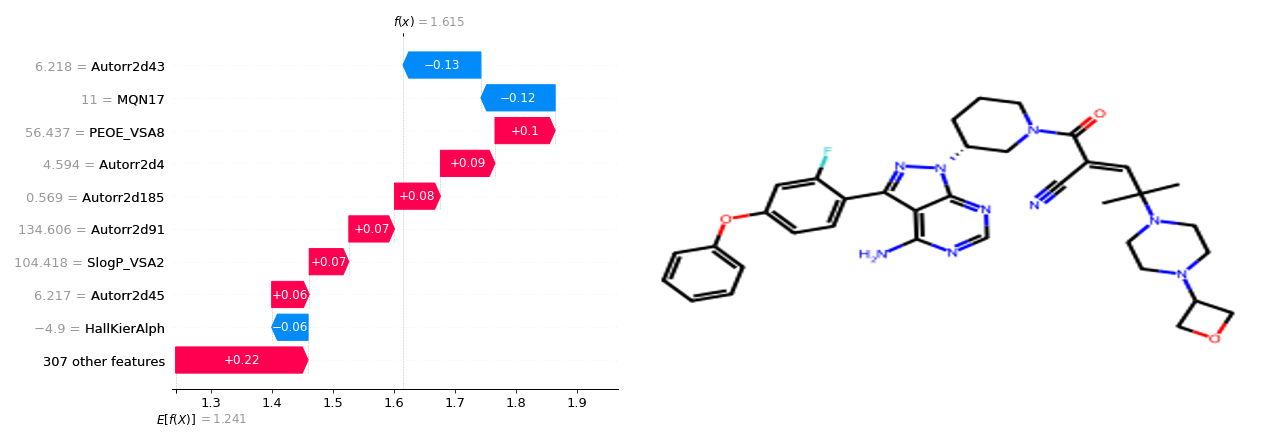 f(x) = 1.615
6.218 = Autorr2d43
−0.13
11 = MQN17
−0.12
56.437 = PEOE_VSA8
+0.1
4.594 = Autorr2d4
+0.09
0.569 = Autorr2d185
+0.08
134.606 = Autorr2d91
+0.07
104.418 = SlogP_VSA2
+0.07
6.217 = Autorr2d45
+0.06
−4.9 = HallKierAlph
−0.06
307 other features
+0.22
1.3 1.4 1.5 1.6 1.7 1.8 1.9
E[f(X)] = 1.241
O
N
F
N
N
N
N
O
N
H₂N
N
N
O